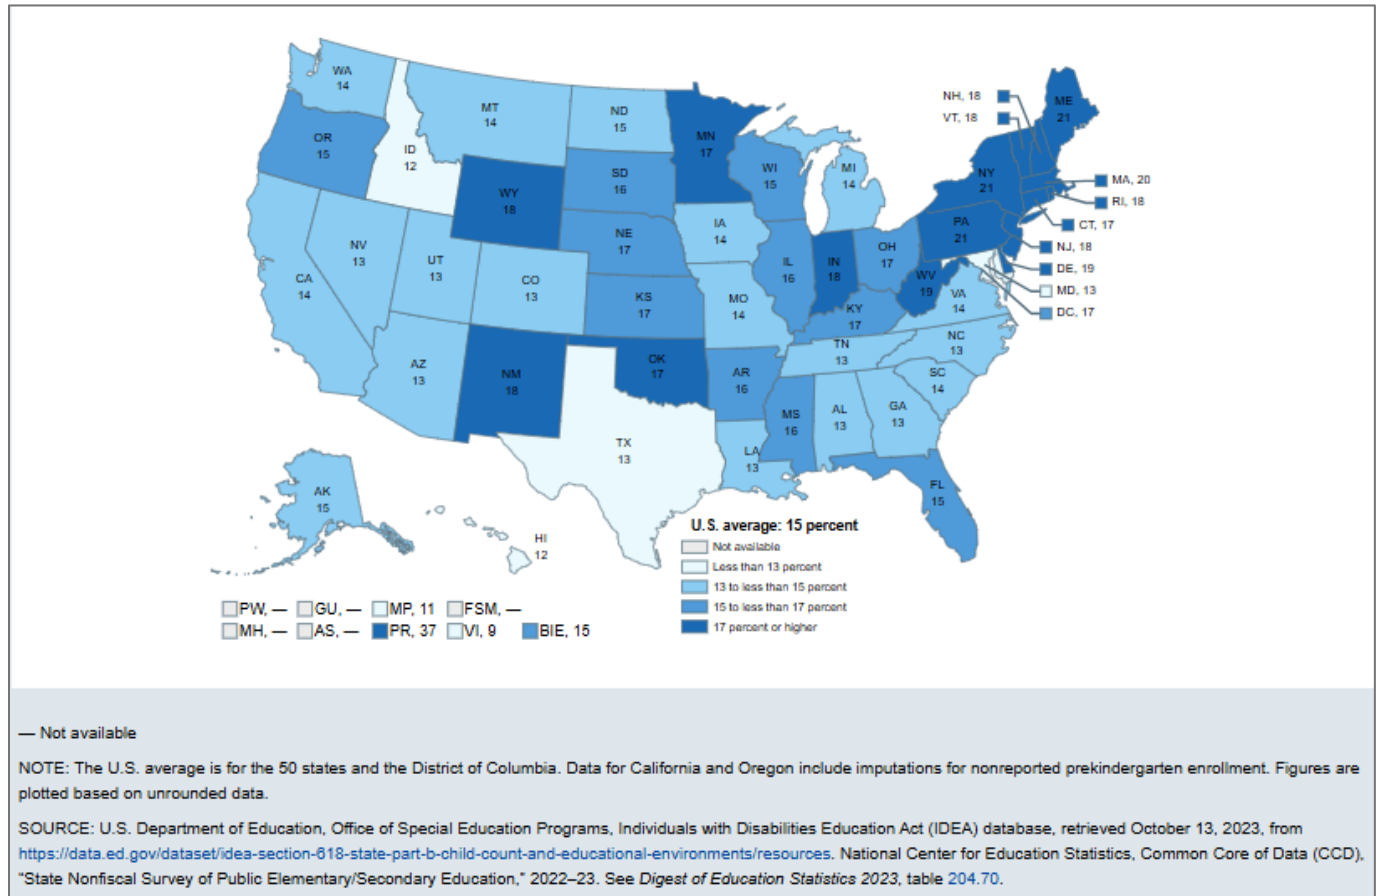 WA
14
MT
14
ND
15
MN
17
NH, 18
VT, 18
ME
21
OR
15
ID
12
WY
18
SD
16
WI
15
MI
14
NY
21
MA, 20
RI, 18
CT, 17
NJ, 18
DE, 19
MD, 13
DC, 17
NE
17
IA
14
PA
21
NV
13
UT
13
CO
13
CA
14
KS
17
MO
14
IL
16
IN
18
OH
17
WV
19
VA
14
KY
17
NC
13
TN
13
SC
14
AZ
13
NM
18
OK
17
AR
16
MS
16
AL
13
GA
13
TX
13
LA
13
FL
15
AK
15
HI
12
U.S. average: 15 percent
Not available
Less than 13 percent
13 to less than 15 percent
15 to less than 17 percent
17 percent or higher
PW, — GU, — MP, 11 FSM, —
MH, — AS, — PR, 37 VI, 9 BIE, 15
— Not available
NOTE: The U.S. average is for the 50 states and the District of Columbia. Data for California and Oregon include imputations for nonreported prekindergarten enrollment. Figures are
plotted based on unrounded data.
SOURCE: U.S. Department of Education, Office of Special Education Programs, Individuals with Disabilities Education Act (IDEA) database, retrieved October 13, 2023, from
https://data.ed.gov/dataset/idea-section-618-state-part-b-child-count-and-educational-environments/resources. National Center for Education Statistics, Common Core of Data (CCD),
"State Nonfiscal Survey of Public Elementary/Secondary Education," 2022–23. See Digest of Education Statistics 2023, table 204.70.